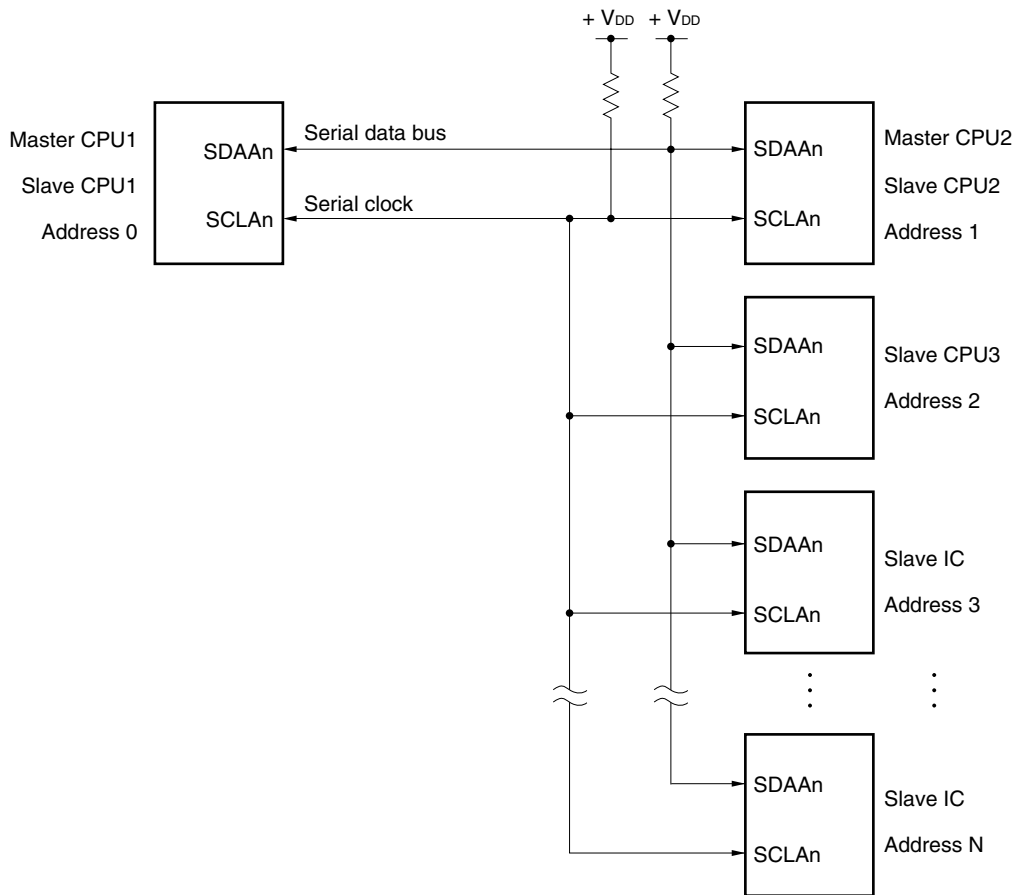 + VDD
+ VDD
Master CPU1
Slave CPU1
Address 0
SDAAn
SCLAn
Serial data bus
Serial clock
SDAAn
SCLAn
Master CPU2
Slave CPU2
Address 1
SDAAn
SCLAn
Slave CPU3
Address 2
SDAAn
SCLAn
Slave IC
Address 3
SDAAn
SCLAn
Slave IC
Address N